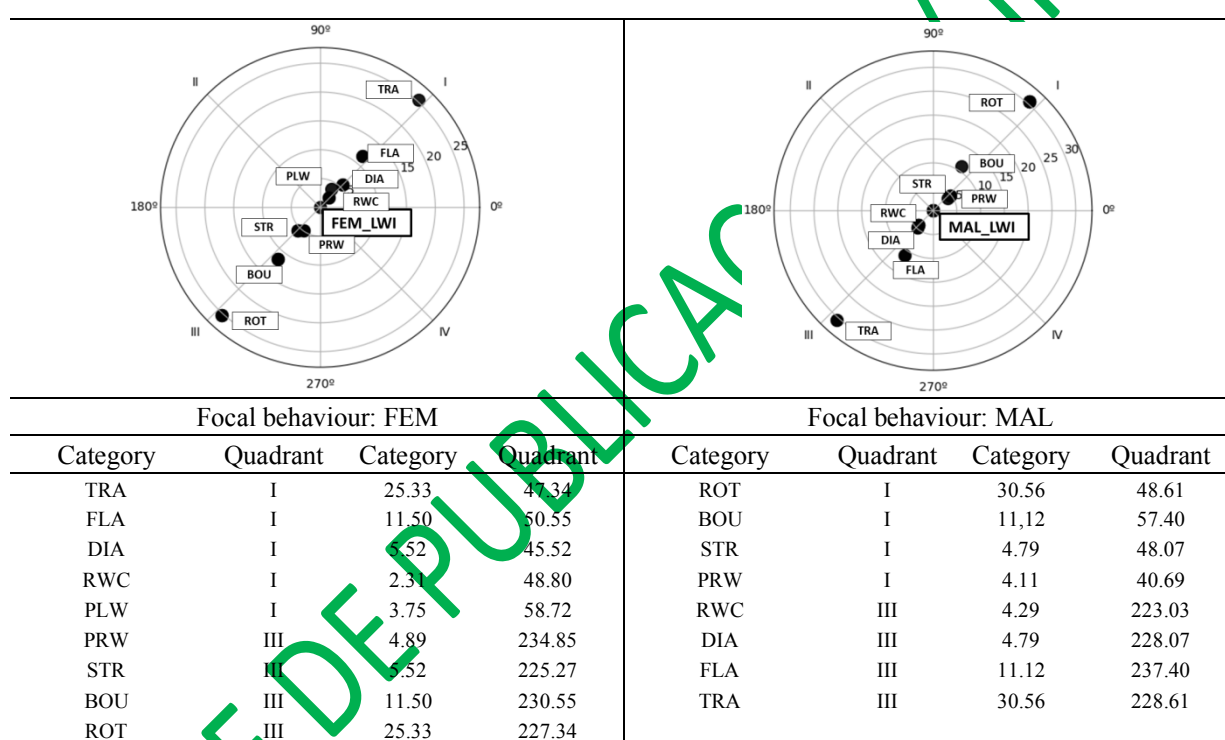 90º
II
I
TRA
FLA
25
20
15
PLW
DIA
RWC
180º
0º
FEM_LWI
STR
PRW
BOU
ROT
III
IV
270º
90º
II
I
ROT
30
25
20
15
10
5
BOU
STR
PRW
RWC
180º
0º
MAL_LWI
DIA
FLA
TRA
III
IV
270º
Focal behaviour: FEM Focal behaviour: MAL
Category Quadrant Category Quadrant Category Quadrant Category Quadrant
TRA I 25.33 47.34 ROT I 30.56 48.61
FLA I 11.50 50.55 BOU I 11,12 57.40
DIA I 5.52 45.52 STR I 4.79 48.07
RWC I 2.31 48.80 PRW I 4.11 40.69
PLW I 3.75 58.72 RWC III 4.29 223.03
PRW III 4.89 234.85 DIA III 4.79 228.07
STR III 5.52 225.27 FLA III 11.12 237.40
BOU III 11.50 230.55 TRA III 30.56 228.61
ROT III 25.33 227.34
DE PUBLICAC